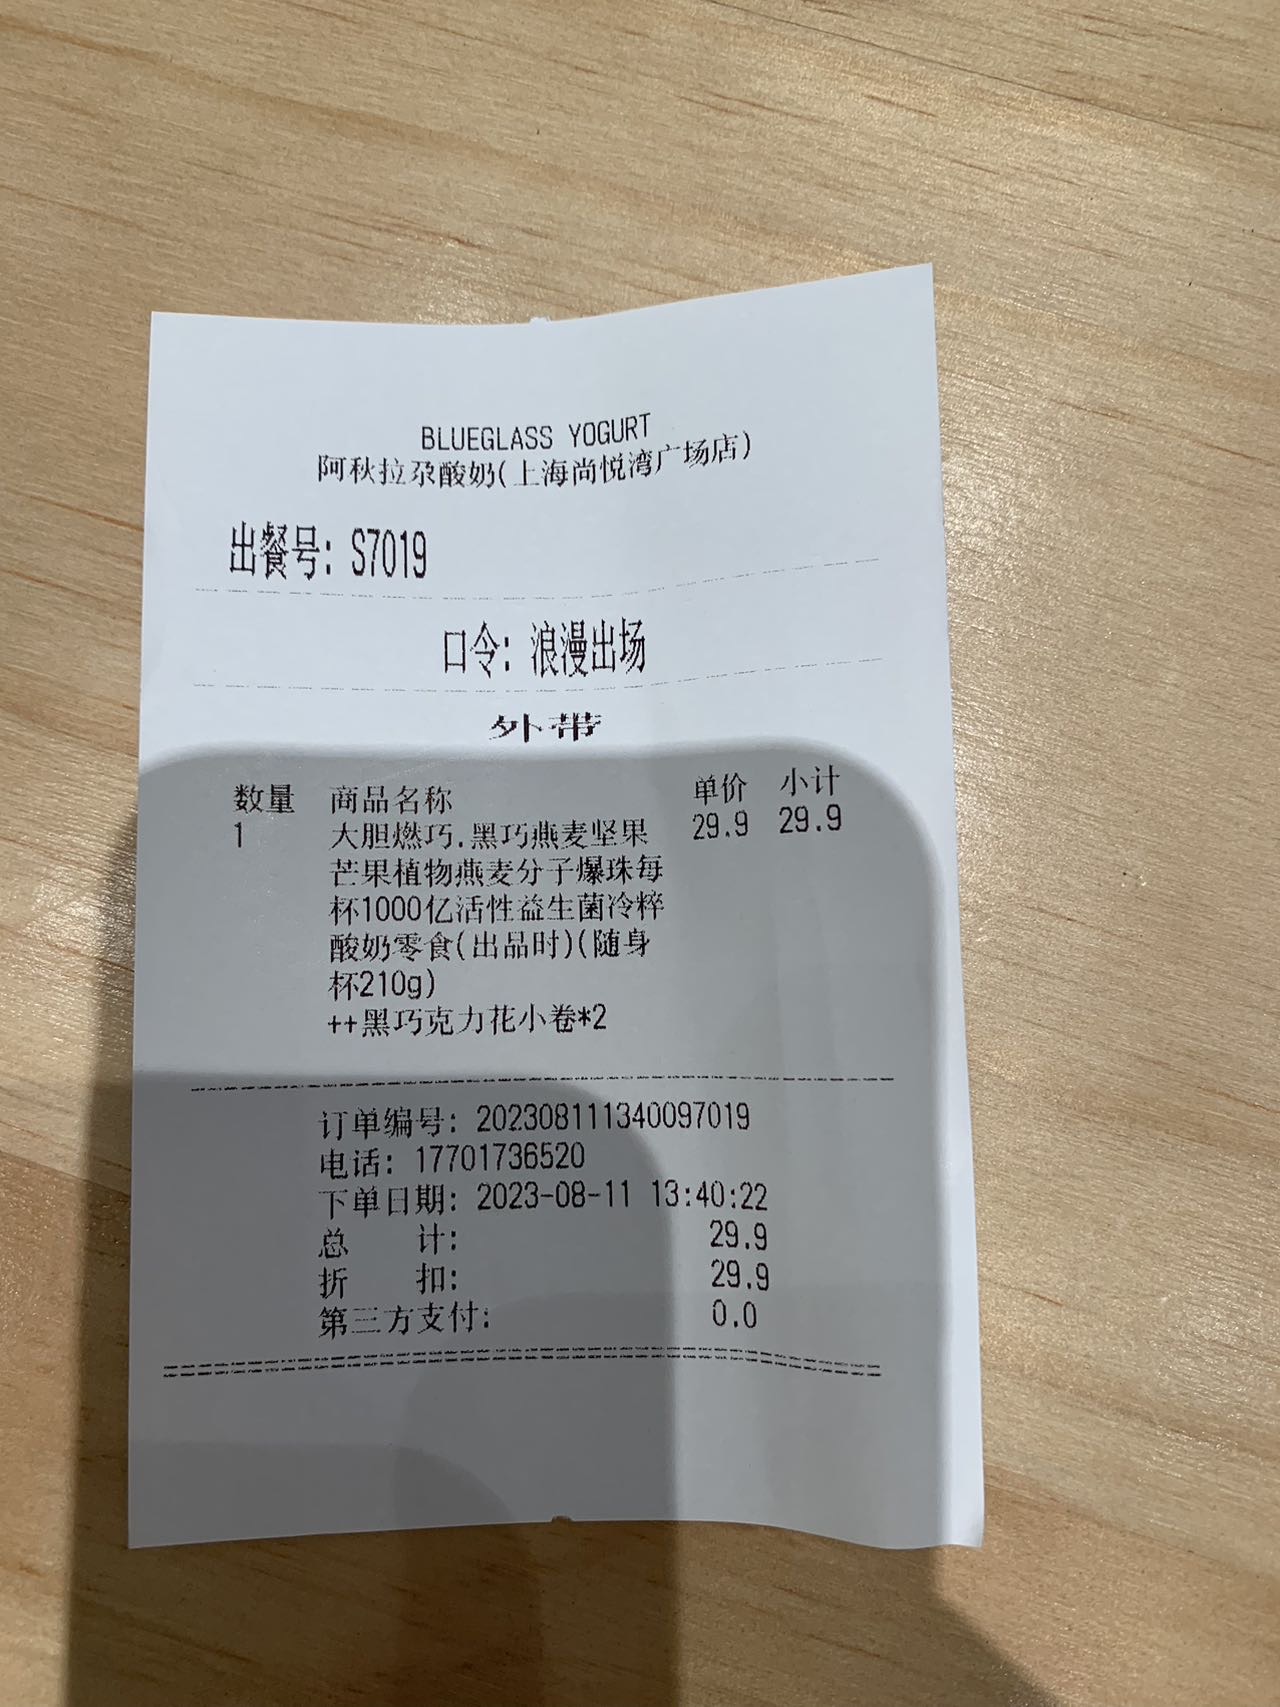 BLUEGLASS YOGURT
阿秋拉尕酸奶(上海尚悦湾广场店)
出餐号: S7019
口令: 浪漫出场
外带
数量 商品名称 单价 小计
1 大胆燃巧.黑巧燕麦坚果 29.9 29.9
芒果植物燕麦分子爆珠每
杯1000亿活性益生菌冷粹
酸奶零食(出品时)(随身
杯210g)
++黑巧克力花小卷*2
订单编号: 202308111340097019
电话: 17701736520
下单日期: 2023-08-11 13:40:22
总 计: 29.9
折 扣: 29.9
第三方支付: 0.0